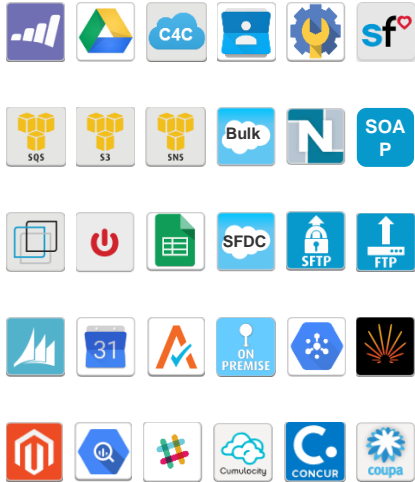 C4C
sf
SQS
S3
SNS
Bulk
N
SOA
P
SFDC
SFTP
FTP
31
ON
PREMISE
Cumulocity
C.
CONCUR
coupa